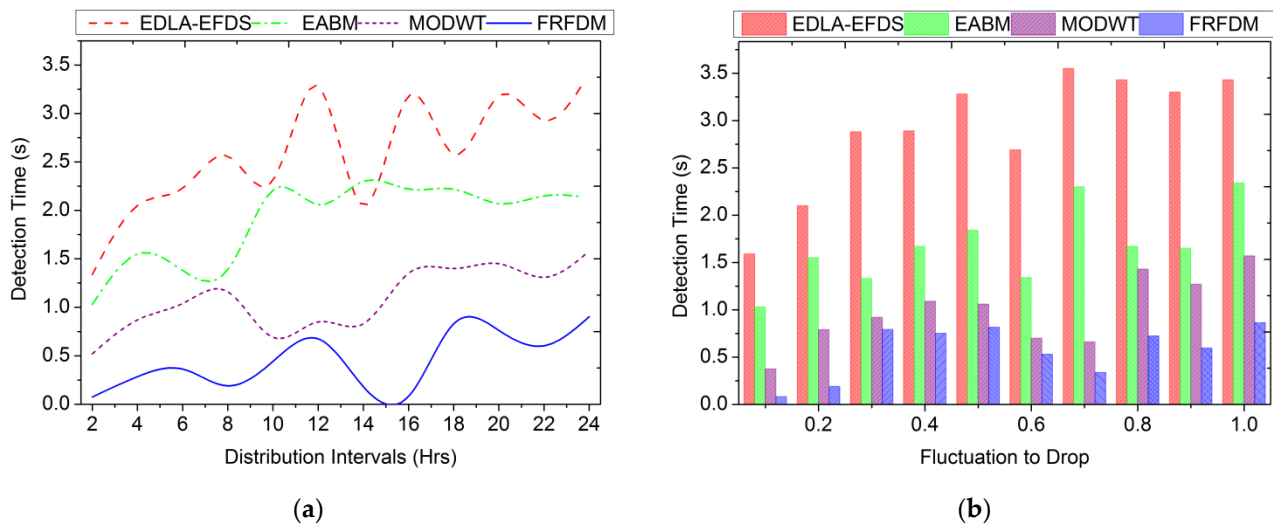 EDLA-EFDS EABM MODWT FRFDM
3.5
3.0
2.5
2.0
1.5
1.0
0.5
0.0
Detection Time (s)
2 4 6 8 10 12 14 16 18 20 22 24
Distribution Intervals (Hrs)
(a)
EDLA-EFDS EABM MODWT FRFDM
3.5
3.0
2.5
2.0
1.5
1.0
0.5
0.0
Detection Time (s)
0.2 0.4 0.6 0.8 1.0
Fluctuation to Drop
(b)